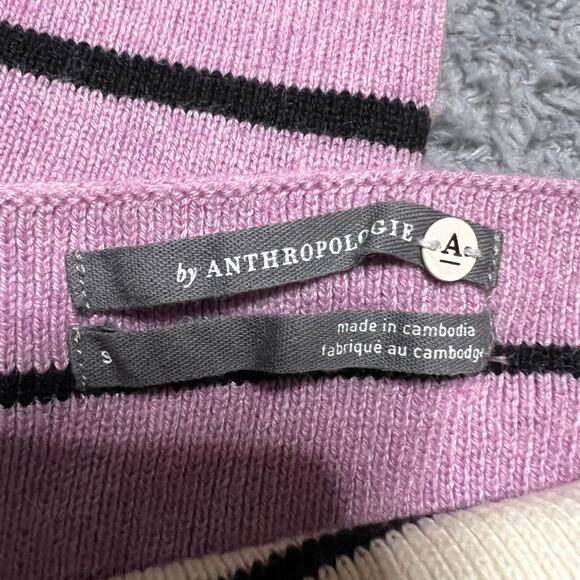 by ANTHROPOLOGIE A
s
made in cambodia
fabriqué au cambodge